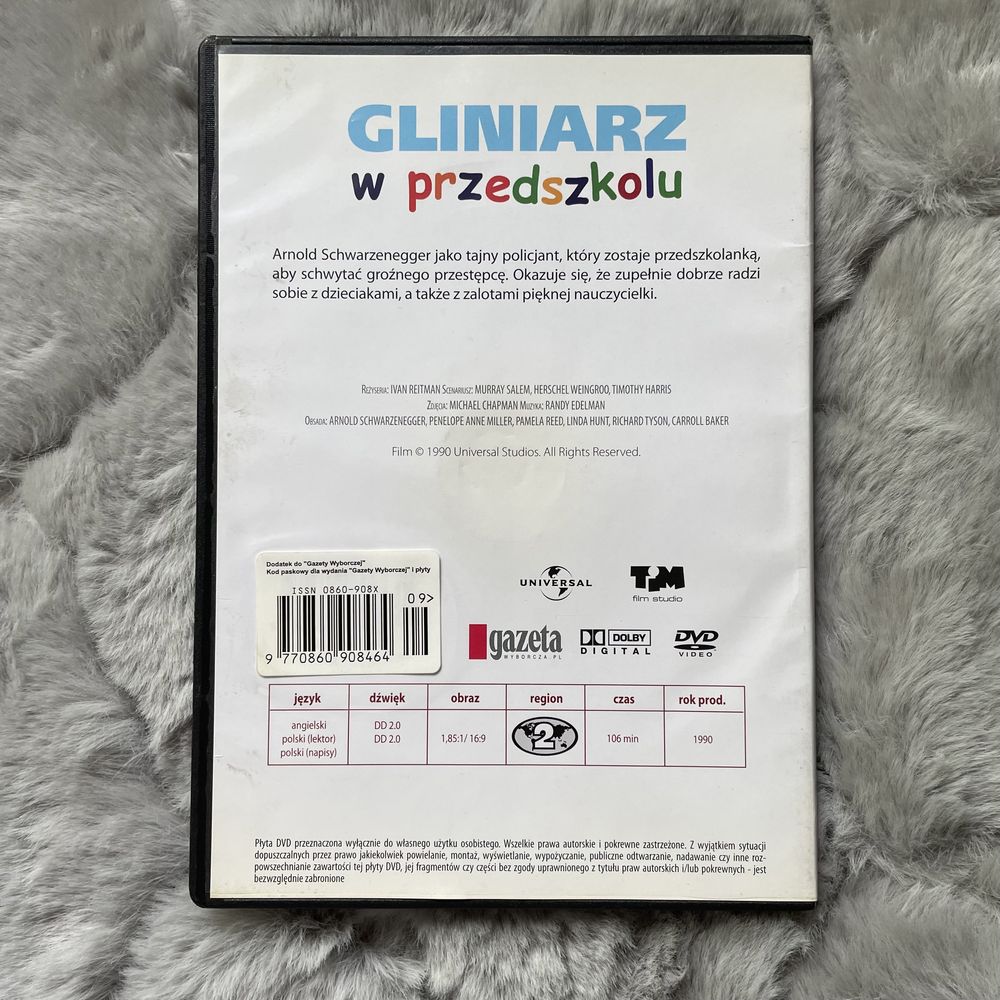 GLINIARZ
w przedszkolu
Arnold Schwarzenegger jako tajny policjant, który zostaje przedszkolanką,
aby schwytać groźnego przestępcę. Okazuje się, że zupełnie dobrze radzi
sobie z dzieciakami, a także z zalotami pięknej nauczycielki.
Reżyseria: IVAN REITMAN Scenariusz: MURRAY SALEM, HERSCHEL WEINGROO, TIMOTHY HARRIS
Zdjęcia: MICHAEL CHAPMAN Muzyka: RANDY EDELMAN
Obsada: ARNOLD SCHWARZENEGGER, PENELOPE ANNE MILLER, PAMELA REED, LINDA HUNT, RICHARD TYSON, CARROLL BAKER
Film © 1990 Universal Studios. All Rights Reserved.
Dodatek do "Gazety Wyborczej"
Kod paskowy dla wydania "Gazety Wyborczej" i płyty
ISSN 0860-908X
09>
9 770860 908464
UNIVERSAL
TiM
film studio
gazeta
WYBORCZA.PL
DOLBY
DIGITAL
DVD
VIDEO
język dźwięk obraz region czas rok prod.
angielski DD 2.0
polski (lektor) DD 2.0 1,85:1/ 16:9 2 106 min 1990
polski (napisy)
Płyta DVD przeznaczona wyłącznie do własnego użytku osobistego. Wszelkie prawa autorskie i pokrewne zastrzeżone. Z wyjątkiem sytuacji
dopuszczalnych przez prawo jakiekolwiek powielanie, montaż, wyświetlanie, wypożyczanie, publiczne odtwarzanie, nadawanie czy inne roz-
powszechnianie zawartości tej płyty DVD, jej fragmentów czy części bez zgody uprawnionego z tytułu praw autorskich i/lub pokrewnych - jest
bezwzględnie zabronione